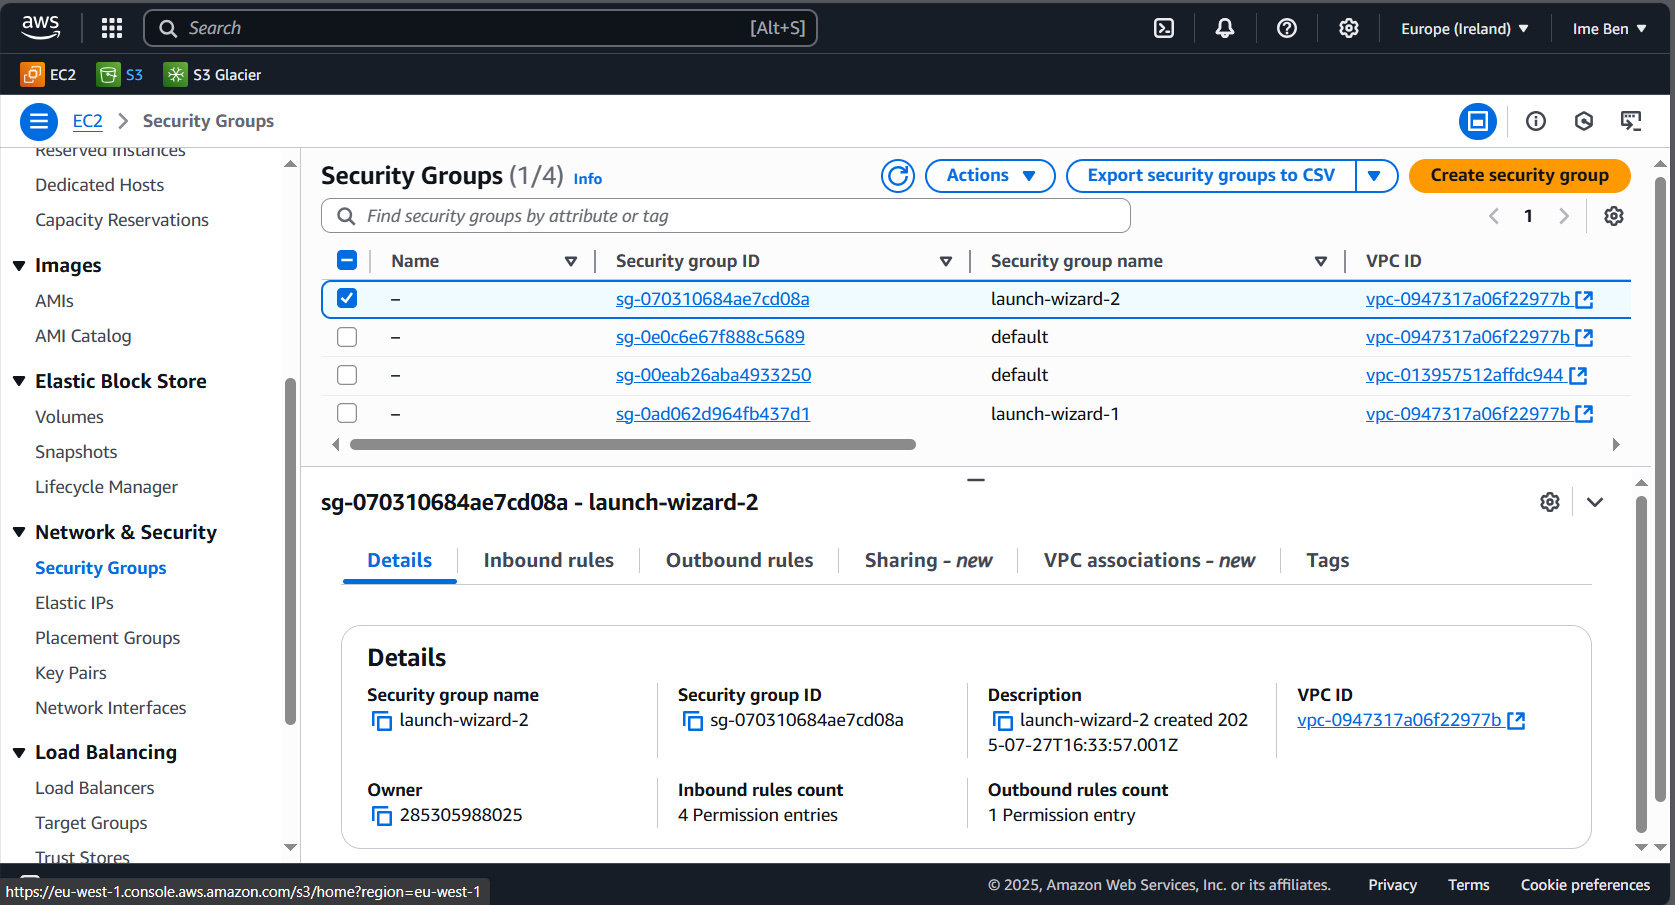 aws
Search [Alt+S]
Europe (Ireland)
Ime Ben
EC2
S3
S3 Glacier
EC2 > Security Groups
Reserved Instances
Dedicated Hosts
Capacity Reservations
Images
AMIs
AMI Catalog
Elastic Block Store
Volumes
Snapshots
Lifecycle Manager
Network & Security
Security Groups
Elastic IPs
Placement Groups
Key Pairs
Network Interfaces
Load Balancing
Load Balancers
Target Groups
Trust Stores
Security Groups (1/4) Info
Actions
Export security groups to CSV
Create security group
Find security groups by attribute or tag
1
Name Security group ID Security group name VPC ID
– sg-070310684ae7cd08a launch-wizard-2 vpc-0947317a06f22977b
– sg-0e0c6e67f888c5689 default vpc-0947317a06f22977b
– sg-00eab26aba4933250 default vpc-013957512affdc944
– sg-0ad062d964fb437d1 launch-wizard-1 vpc-0947317a06f22977b
sg-070310684ae7cd08a - launch-wizard-2
Details
Inbound rules
Outbound rules
Sharing - new
VPC associations - new
Tags
Details
Security group name
launch-wizard-2
Security group ID
sg-070310684ae7cd08a
Description
launch-wizard-2 created 202
5-07-27T16:33:57.001Z
VPC ID
vpc-0947317a06f22977b
Owner
285305988025
Inbound rules count
4 Permission entries
Outbound rules count
1 Permission entry
https://eu-west-1.console.aws.amazon.com/s3/home?region=eu-west-1
© 2025, Amazon Web Services, Inc. or its affiliates.
Privacy
Terms
Cookie preferences